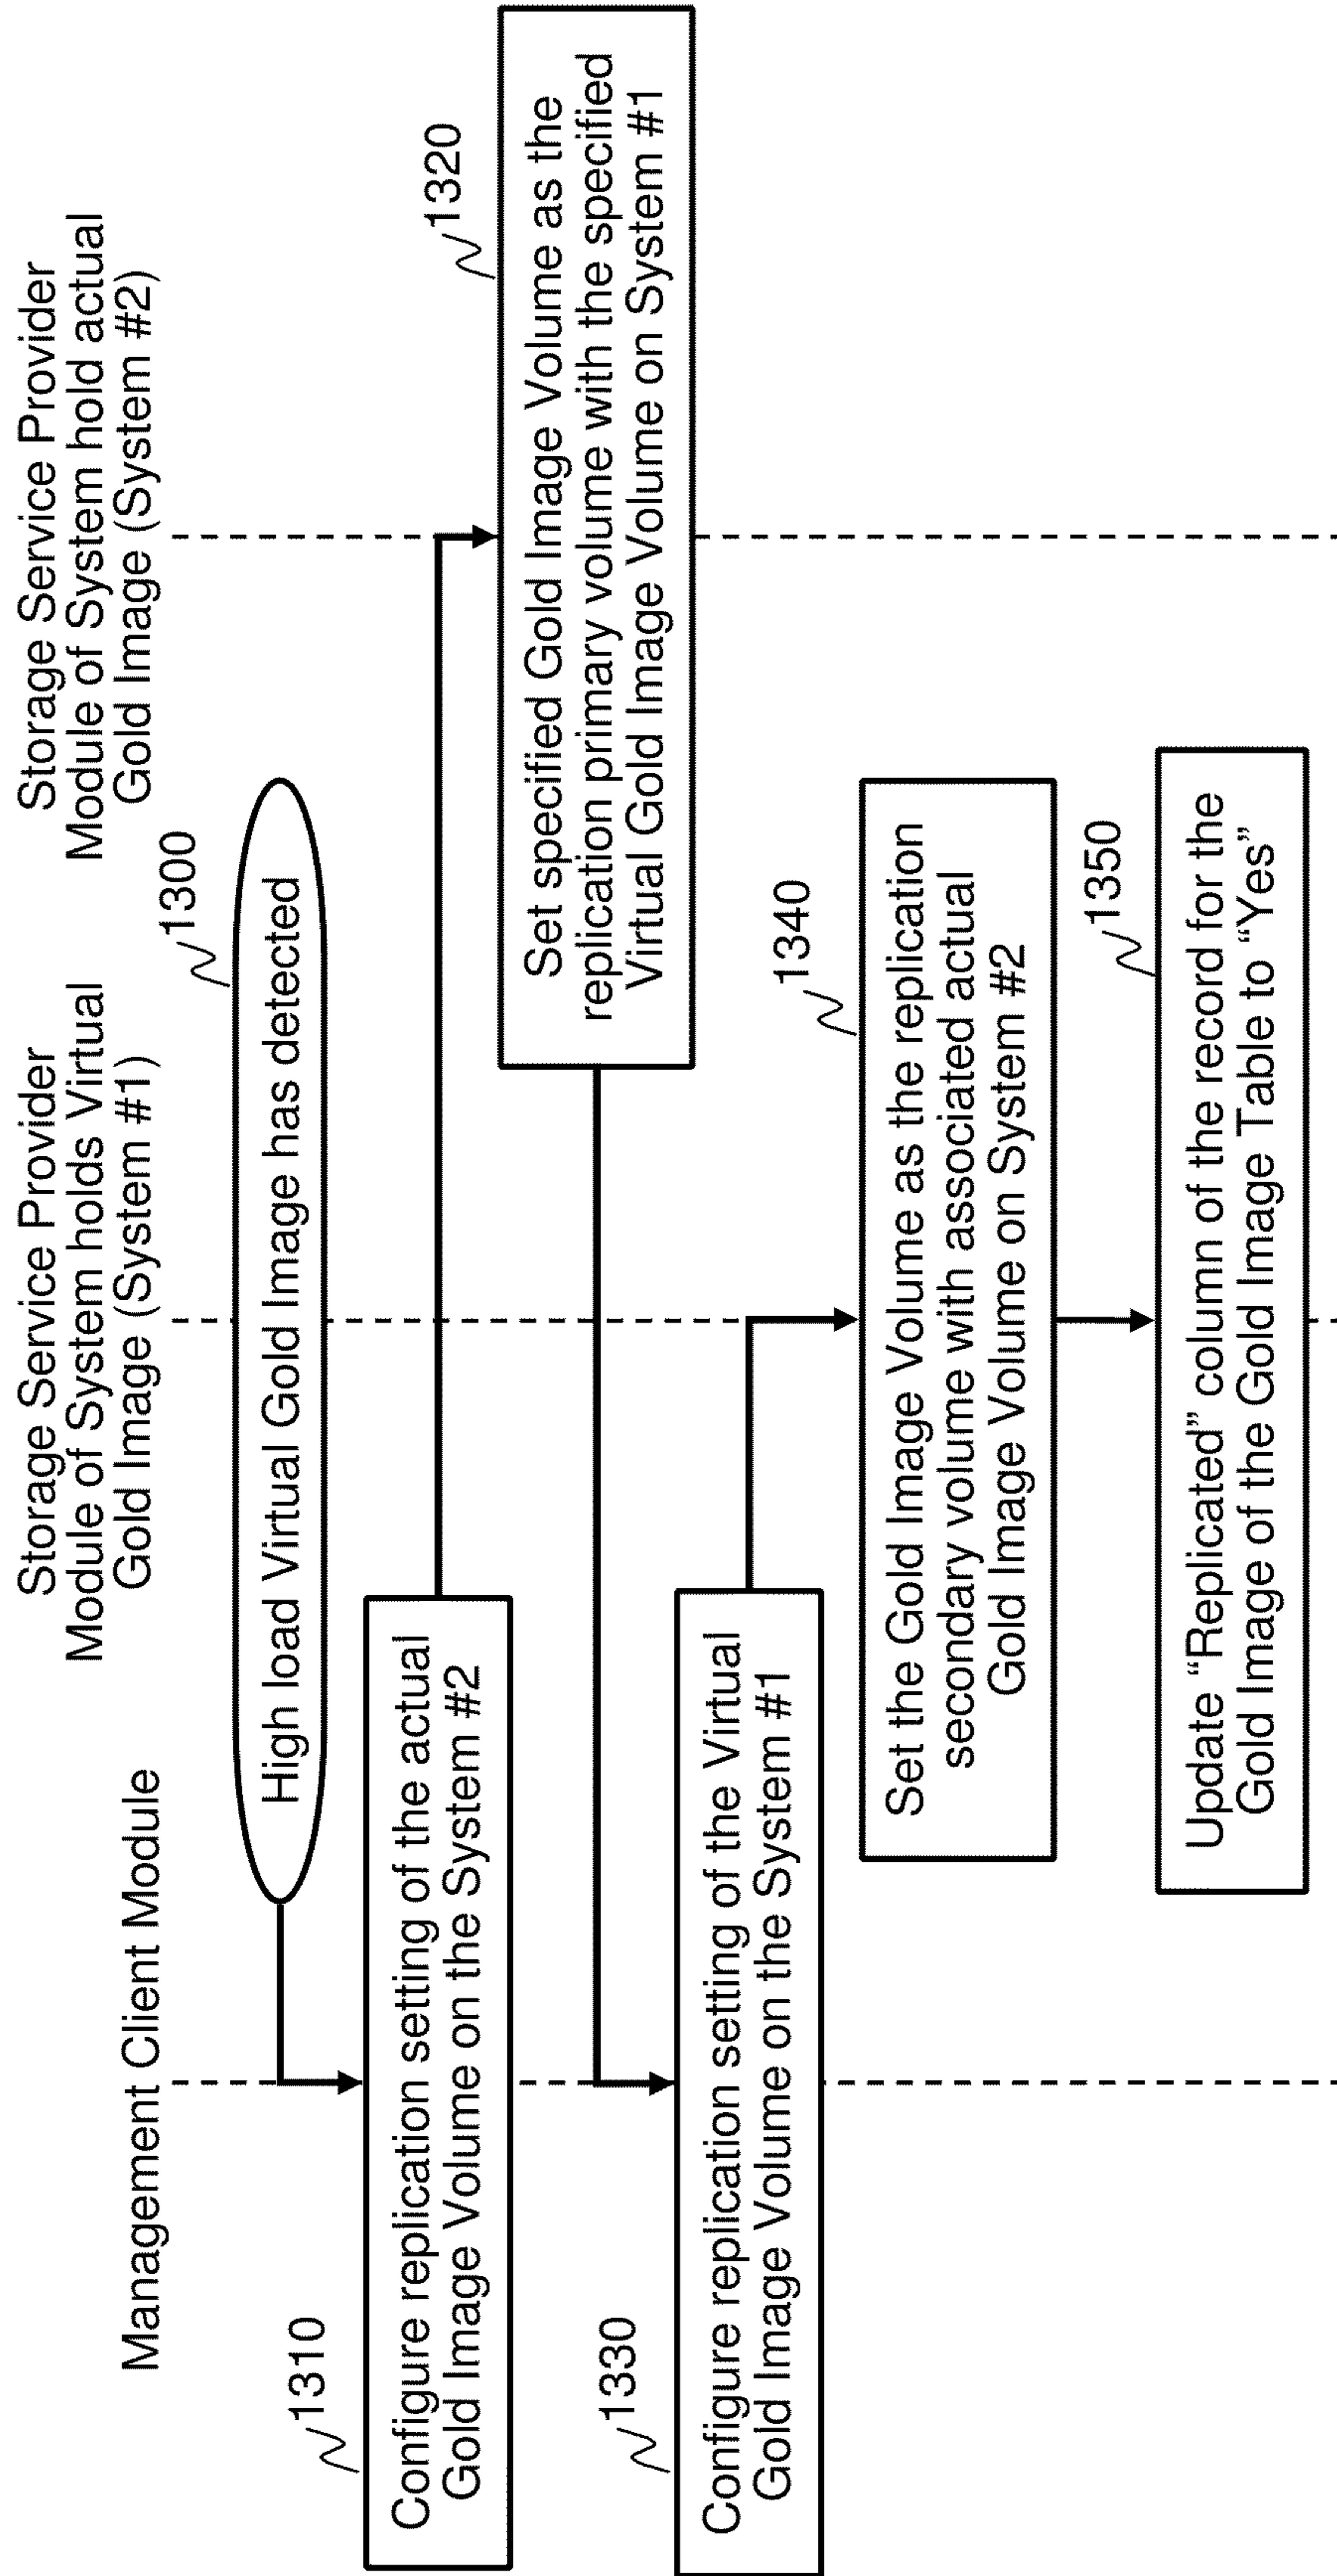 Management Client Module
Storage Service Provider
Module of System holds Virtual
Gold Image (System #1)
Storage Service Provider
Module of System hold actual
Gold Image (System #2)
1300
High load Virtual Gold Image has detected
1310
Configure replication setting of the actual
Gold Image Volume on the System #2
1320
Set specified Gold Image Volume as the
replication primary volume with the specified
Virtual Gold Image Volume on System #1
1330
Configure replication setting of the Virtual
Gold Image Volume on the System #1
1340
Set the Gold Image Volume as the replication
secondary volume with associated actual
Gold Image Volume on System #2
1350
Update “Replicated” column of the record for the
Gold Image of the Gold Image Table to “Yes”